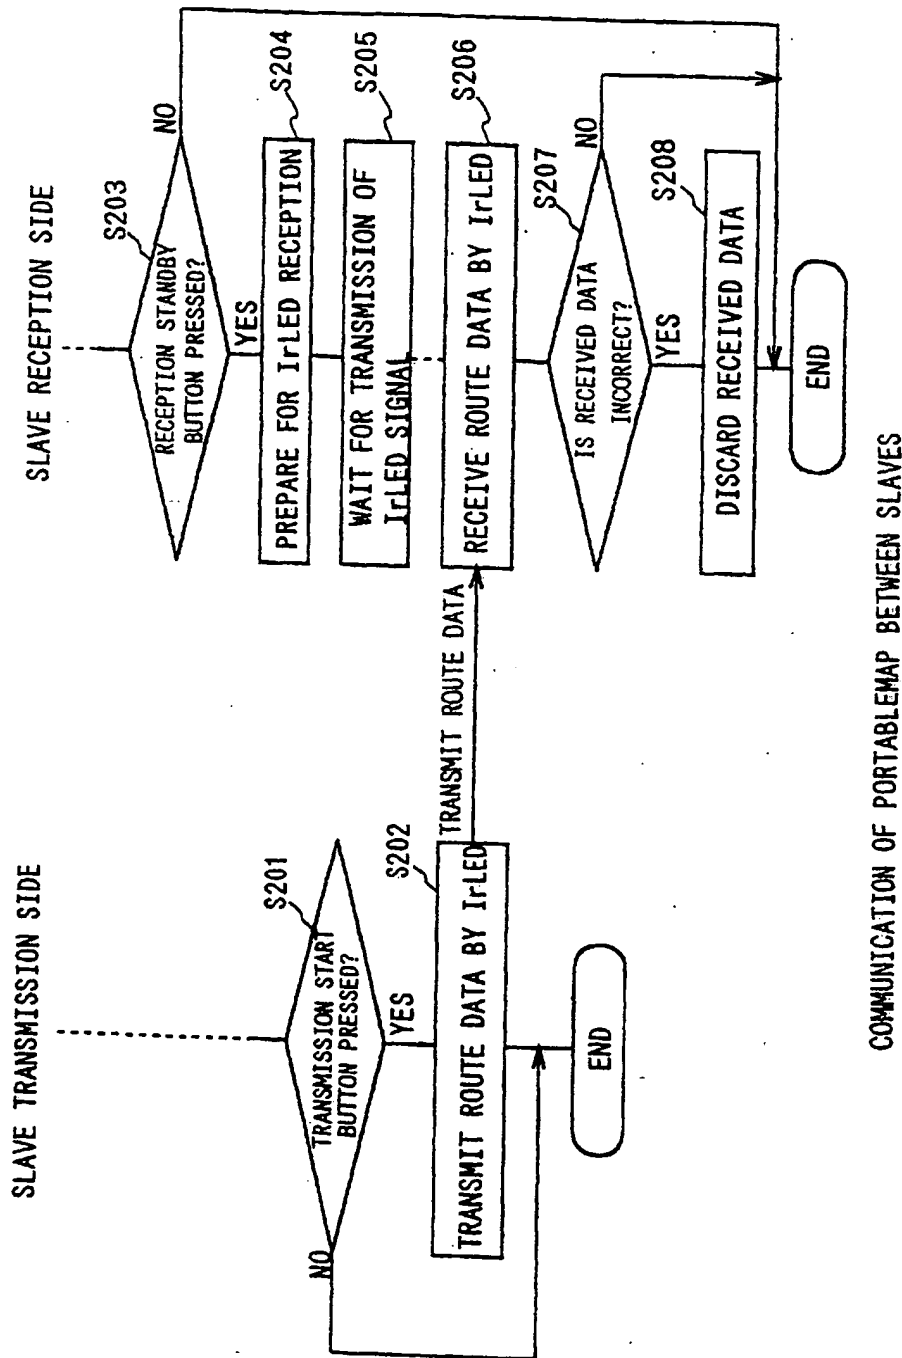 SLAVE TRANSMISSION SIDE
S201
TRANSMISSION START
BUTTON PRESSED?
NO
YES
S202
TRANSMIT ROUTE DATA BY IrLED
END
TRANSMIT ROUTE DATA
SLAVE RECEPTION SIDE
S203
RECEPTION STANDBY
BUTTON PRESSED?
NO
YES
S204
PREPARE FOR IrLED RECEPTION
S205
WAIT FOR TRANSMISSION OF
IrLED SIGNAL
S206
RECEIVE ROUTE DATA BY IrLED
S207
IS RECEIVED DATA
INCORRECT?
NO
YES
S208
DISCARD RECEIVED DATA
END
COMMUNICATION OF PORTABLEMAP BETWEEN SLAVES